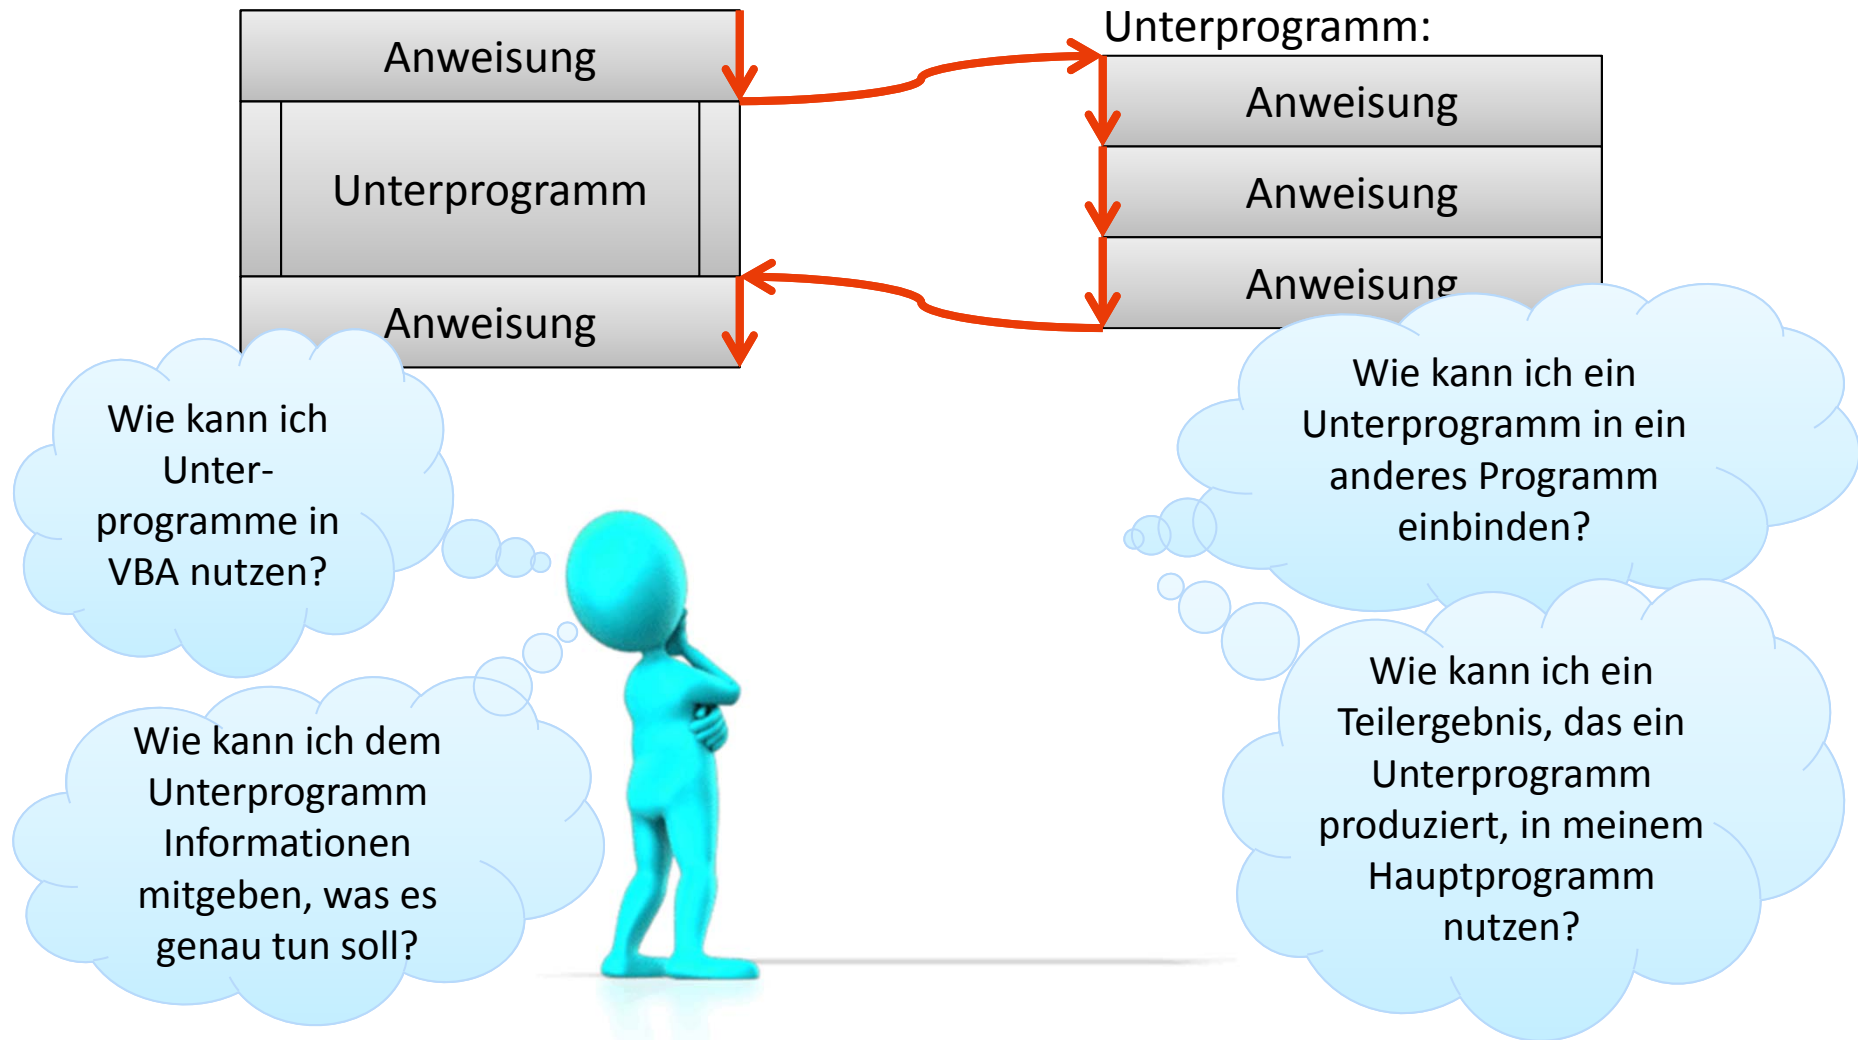 Anweisung
Unterprogramm
Anweisung
Unterprogramm:
Anweisung
Anweisung
Anweisung
Wie kann ich
Unter-
programme in
VBA nutzen?
Wie kann ich dem
Unterprogramm
Informationen
mitgeben, was es
genau tun soll?
Wie kann ich ein
Unterprogramm in ein
anderes Programm
einbinden?
Wie kann ich ein
Teilergebnis, das ein
Unterprogramm
produziert, in meinem
Hauptprogramm
nutzen?